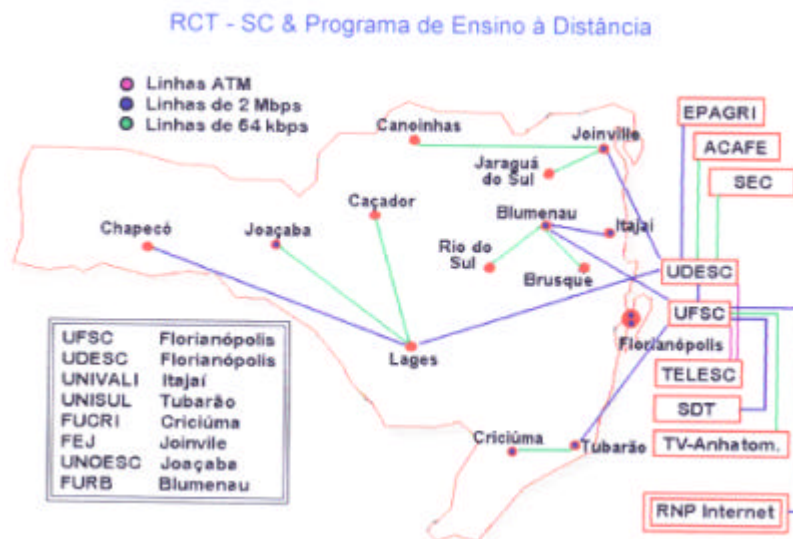 RCT - SC & Programa de Ensino à Distância
Linhas ATM
Linhas de 2 Mbps
Linhas de 64 kbps
EPAGRI
ACAFE
SEC
Canoinhas
Joinville
Jaraguá
do Sul
Caçador
Blumenau
Itajaí
Chapecó
Joaçaba
Rio do
Sul
Brusque
UDESC
UFSC
Florianópolis
Lages
TELESC
SDT
TV-Anhatom.
Criciúma
Tubarão
RNP Internet
UFSC Florianópolis
UDESC Florianópolis
UNIVALI Itajaí
UNISUL Tubarão
FUCRI Criciúma
FEJ Joinvile
UNOESC Joaçaba
FURB Blumenau